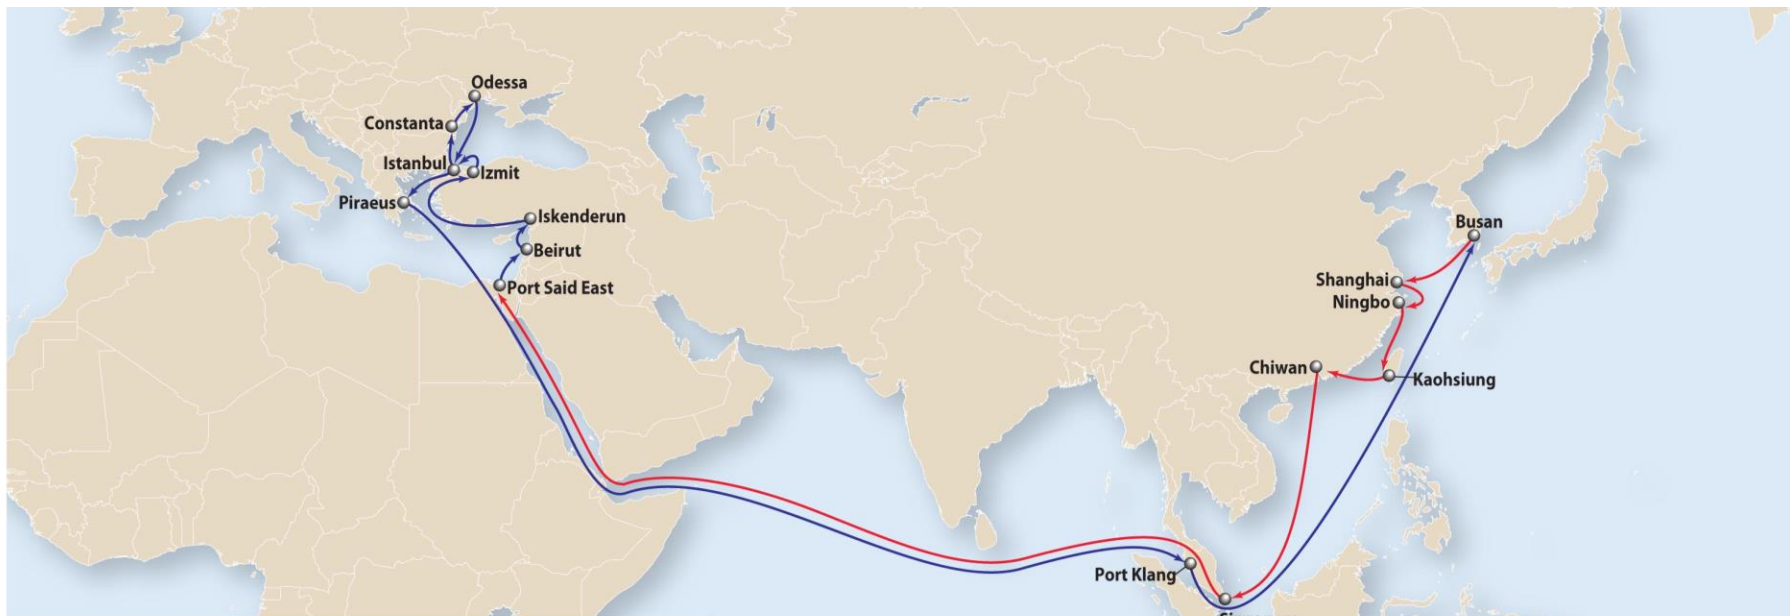 Odessa
Constanta
Istanbul
Izmit
Piraeus
Iskenderun
Beirut
Port Said East
Busan
Shanghai
Ningbo
Chiwan
Kaohsiung
Port Klang